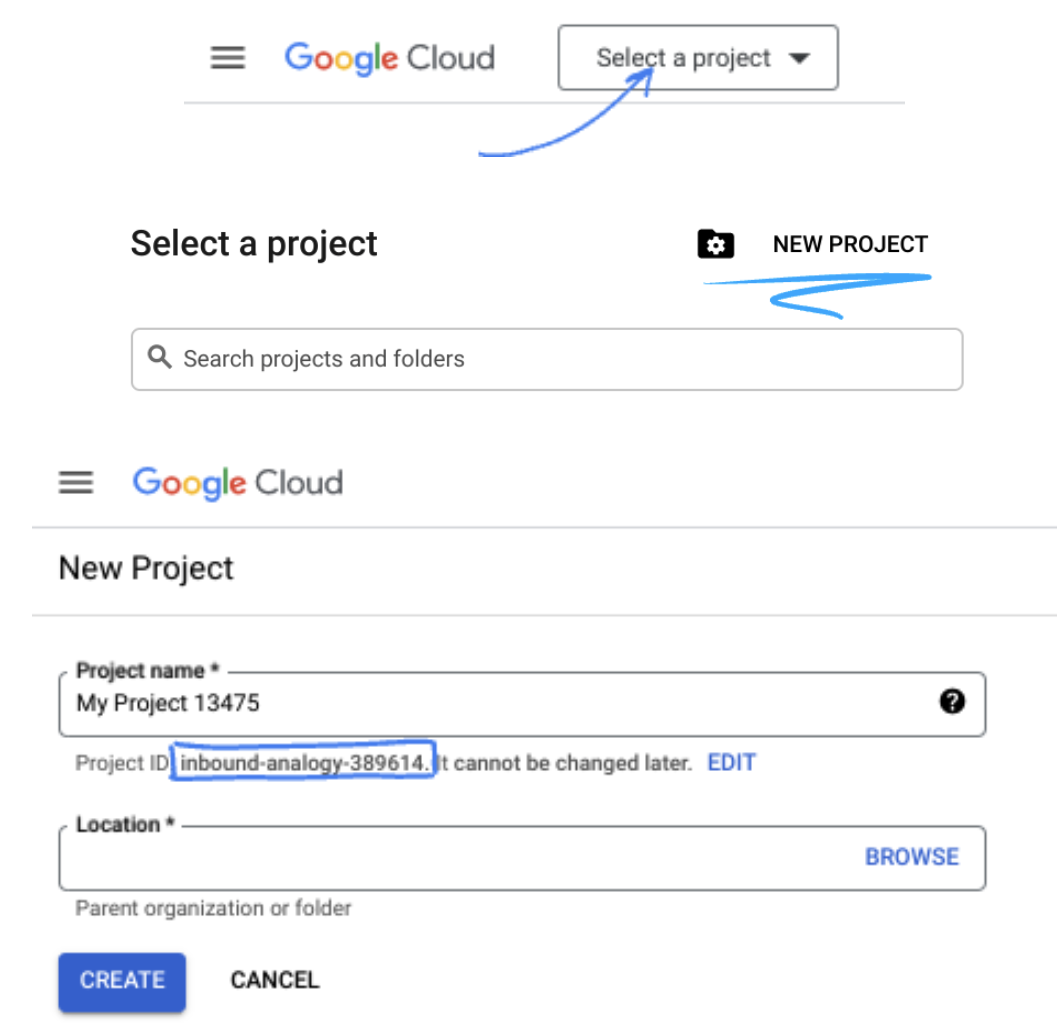 Google Cloud Select a project
Select a project NEW PROJECT
Search projects and folders
Google Cloud
New Project
Project name *
My Project 13475
Project ID inbound-analogy-389614. It cannot be changed later. EDIT
Location *
BROWSE
Parent organization or folder
CREATE CANCEL